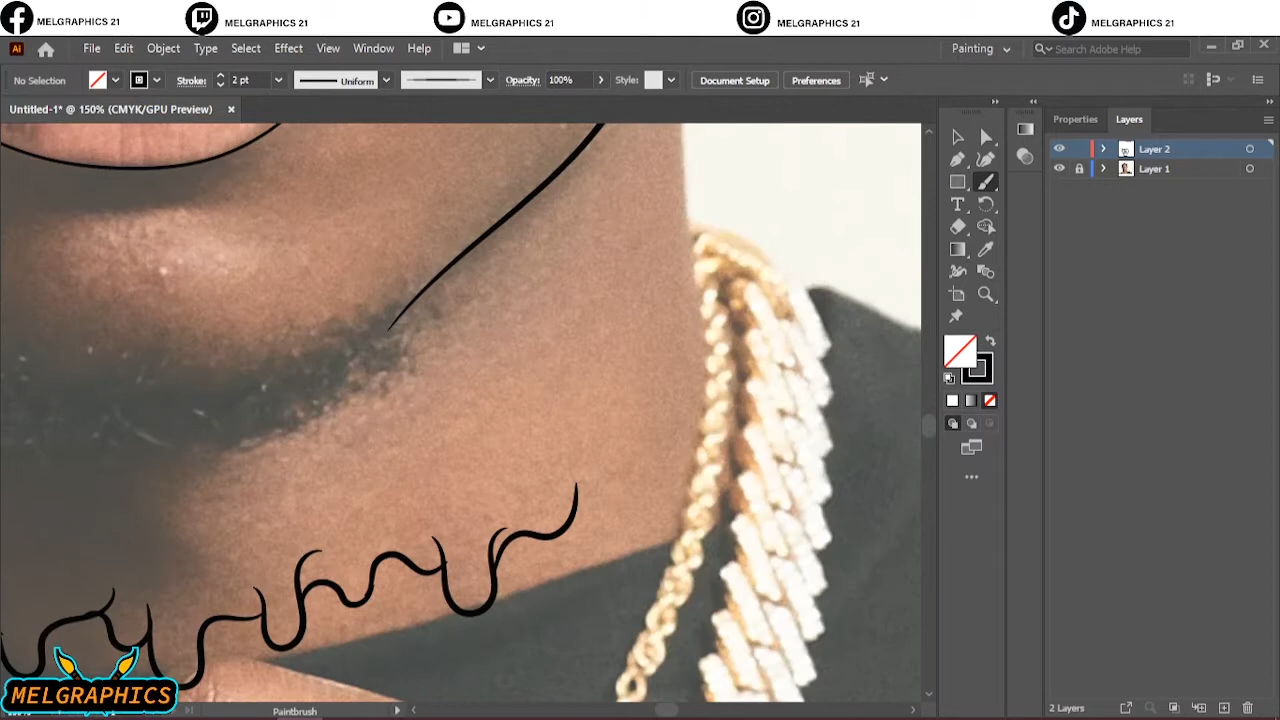 MELGRAPHICS 21
MELGRAPHICS 21
MELGRAPHICS 21
MELGRAPHICS 21
MELGRAPHICS 21
Ai File Edit Object Type Select Effect View Window Help Painting Search Adobe Help
No Selection Stroke: 2 pt Uniform Opacity: 100% Style: Document Setup Preferences
Untitled-1* @ 150% (CMYK/GPU Preview)
Properties Layers
Layer 2
Layer 1
MELGRAPHICS
Paintbrush
2 Layers